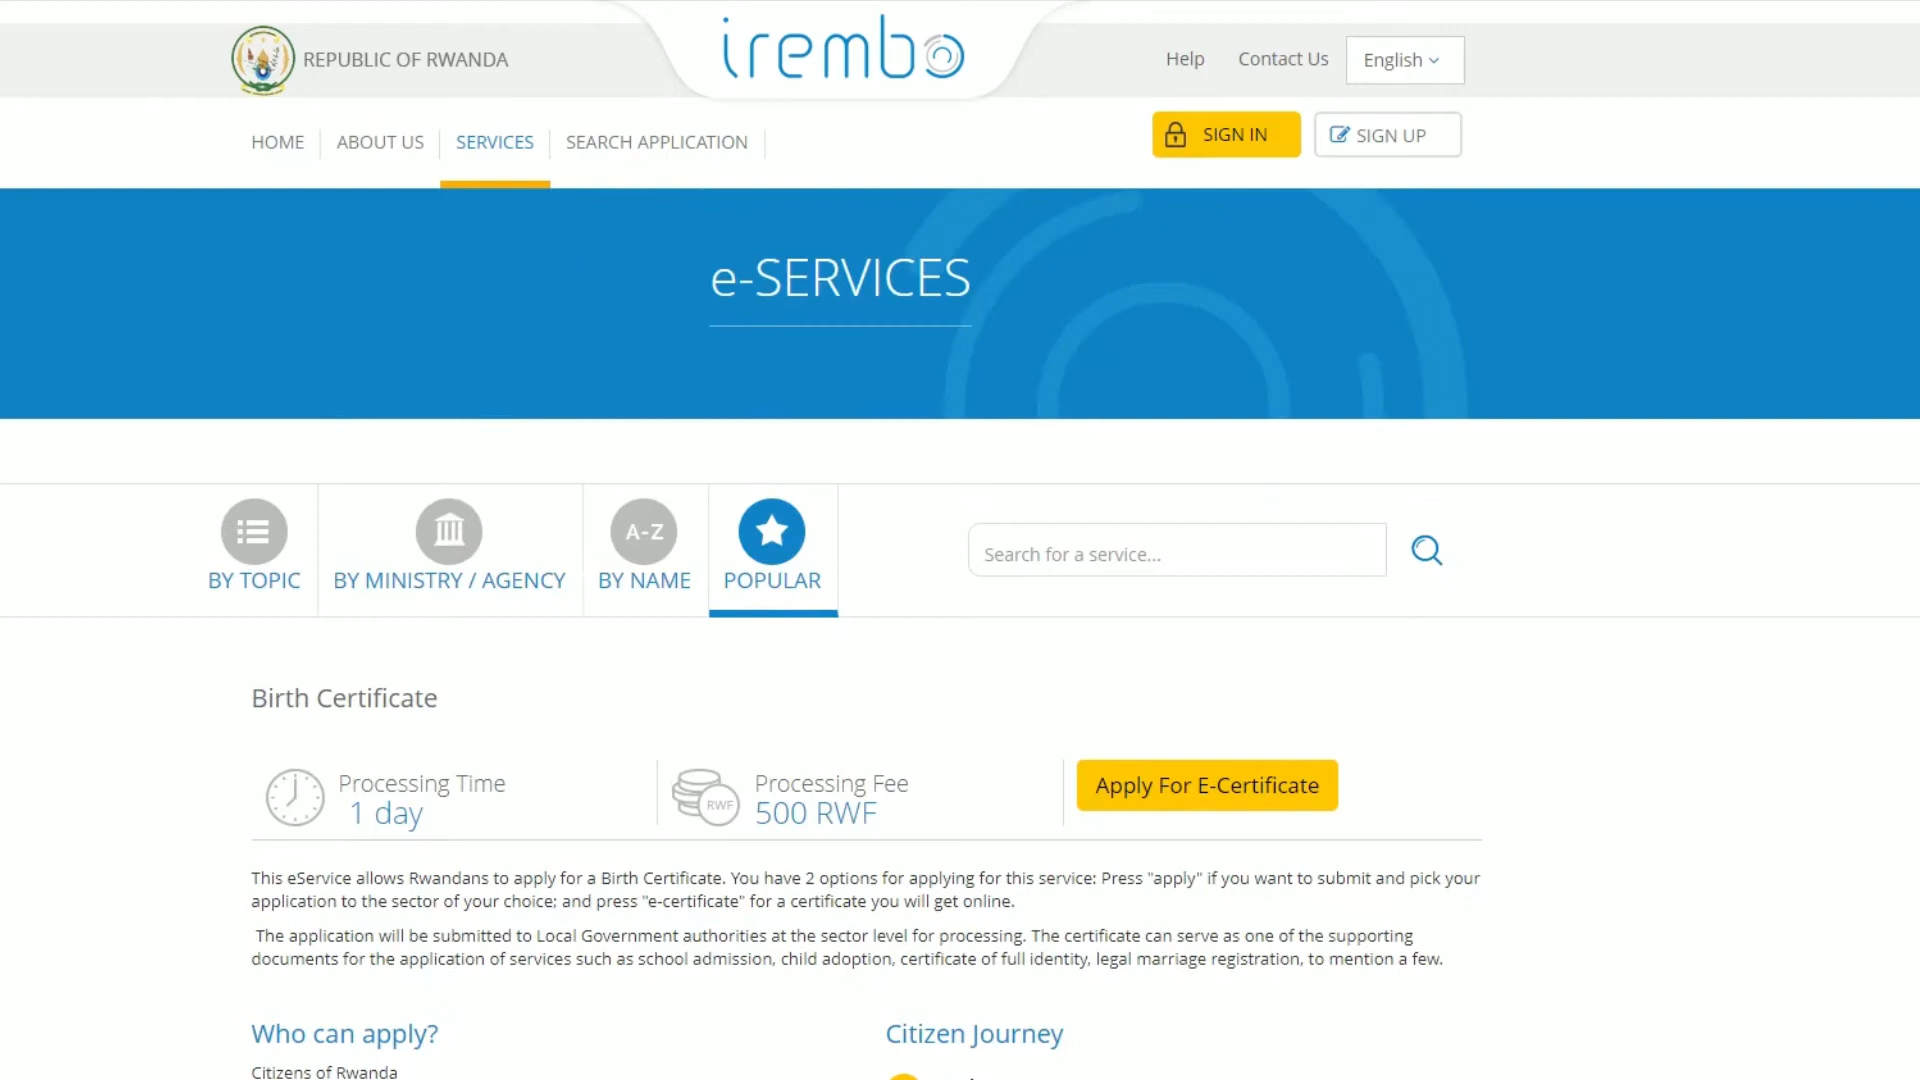 REPUBLIC OF RWANDA
irembo
Help
Contact Us
English
HOME
ABOUT US
SERVICES
SEARCH APPLICATION
SIGN IN
SIGN UP
e-SERVICES
BY TOPIC
BY MINISTRY / AGENCY
A-Z
BY NAME
POPULAR
Search for a service...
Birth Certificate
Processing Time
1 day
RWF
Processing Fee
500 RWF
Apply For E-Certificate
This eService allows Rwandans to apply for a Birth Certificate. You have 2 options for applying for this service: Press "apply" if you want to submit and pick your
application to the sector of your choice; and press "e-certificate" for a certificate you will get online.
The application will be submitted to Local Government authorities at the sector level for processing. The certificate can serve as one of the supporting
documents for the application of services such as school admission, child adoption, certificate of full identity, legal marriage registration, to mention a few.
Who can apply?
Citizens of Rwanda
Citizen Journey